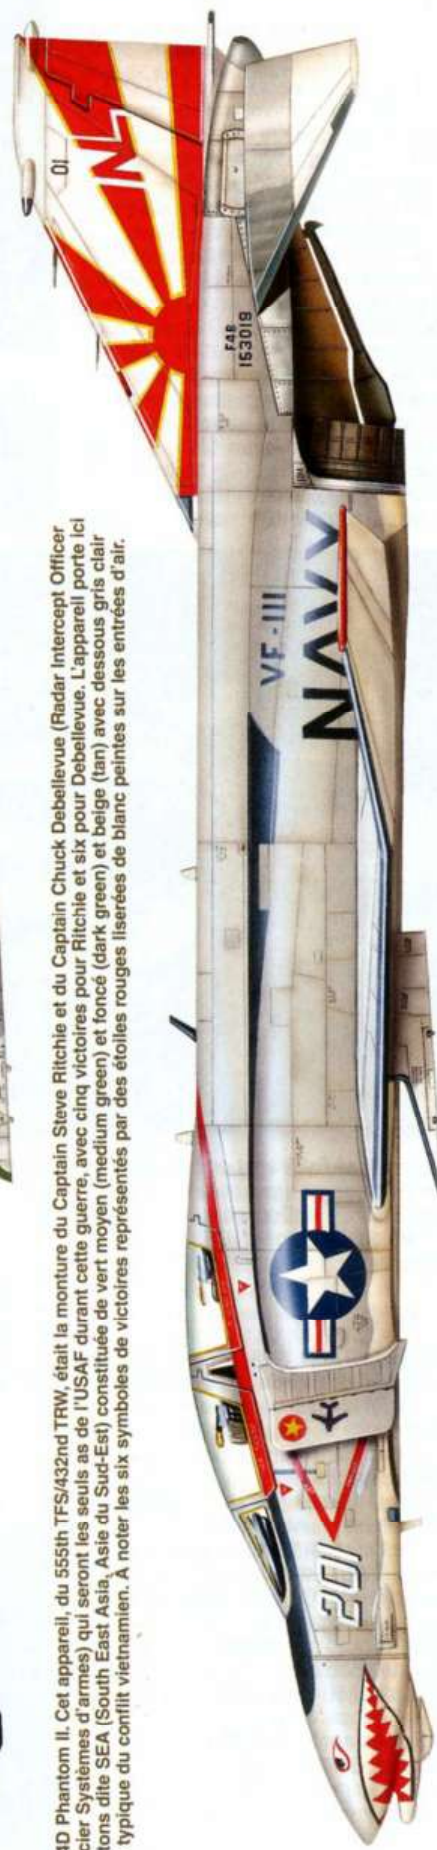 4D Phantom II. Cet appareil, du 555th TFS/432nd TRW, était la monture du Captain Steve Ritchie et du Captain Chuck Debellevue (Radar Intercept Officer
cier Systèmes d'armes) qui seront les seuls as de l'USAF durant cette guerre, avec cinq victoires pour Ritchie et six pour Debellevue. L'appareil porte ici
tons dite SEA (South East Asia, Asie du Sud-Est) constituée de vert moyen (medium green) et foncé (dark green) et beige (tan) avec dessous gris clair
typique du conflit vietnamien. À noter les six symboles de victoires représentés par des étoiles rouges liserées de blanc peintes sur les entrées d'air.
201
VF-111
NAVY
F4B
153019
NL
01